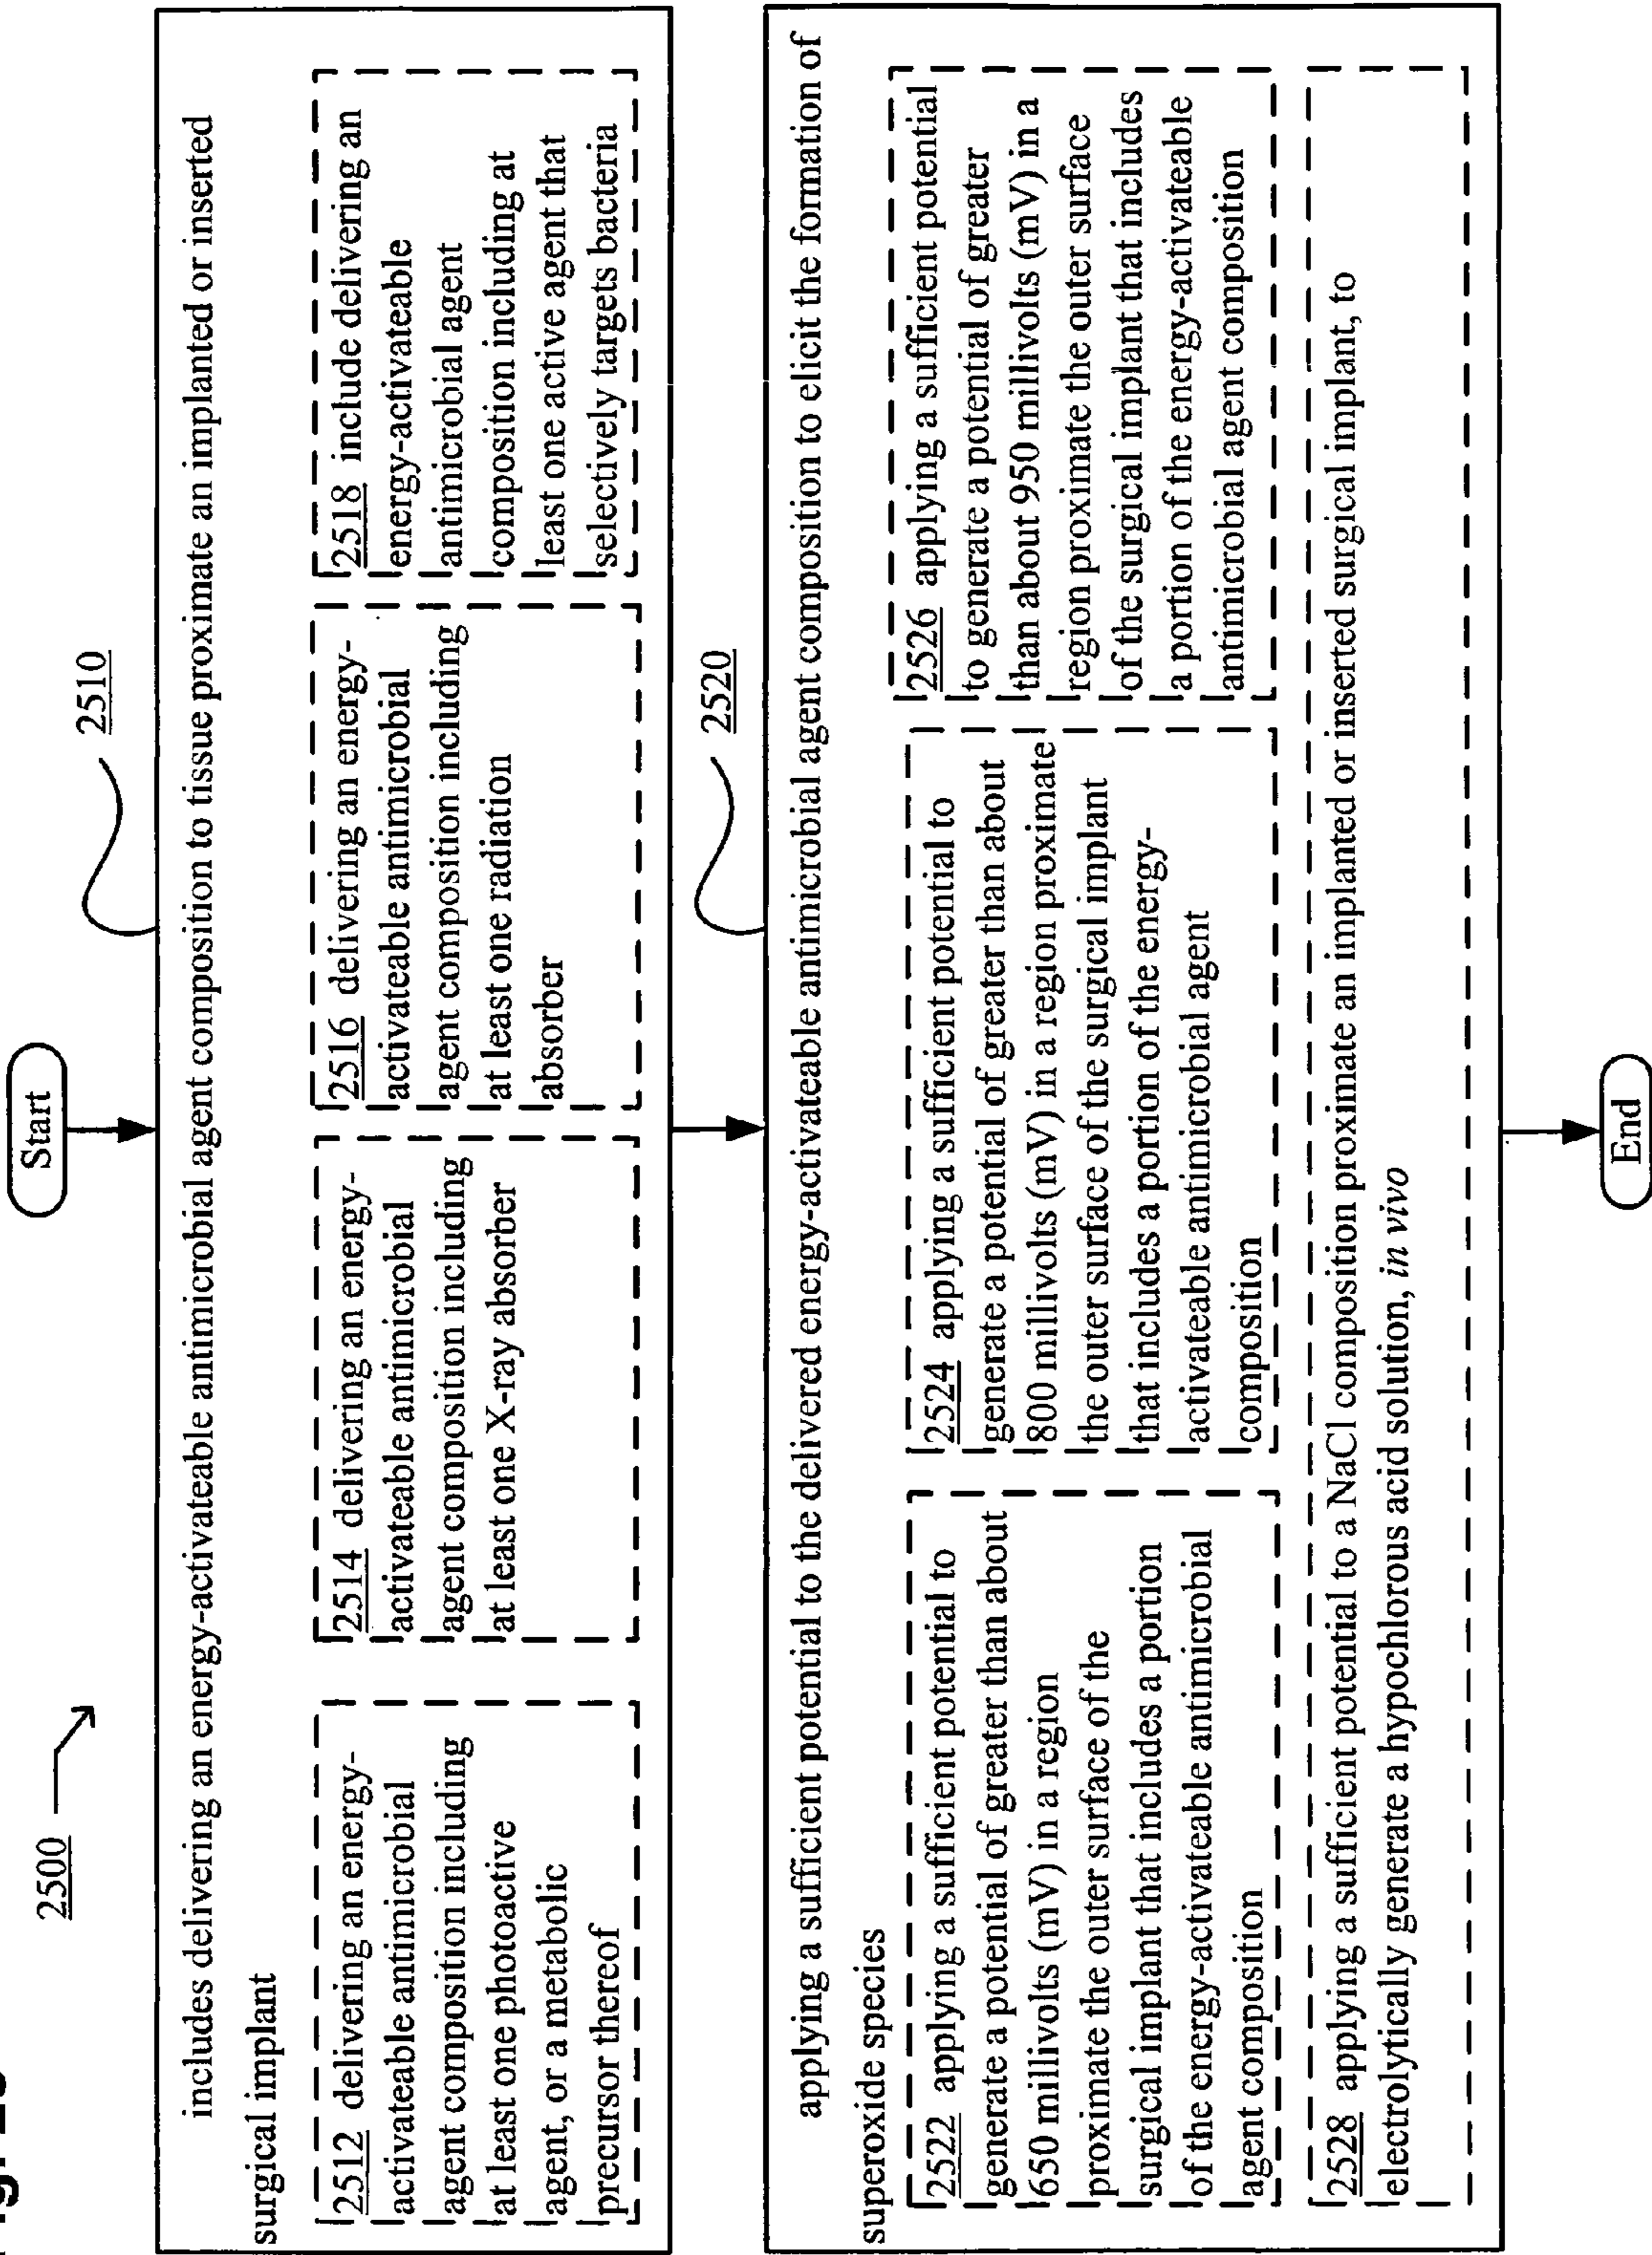 2500
Start
2510
includes delivering an energy-activateable antimicrobial agent composition to tissue proximate an implanted or inserted
surgical implant
2512 delivering an energy-
activateable antimicrobial
agent composition including
at least one photoactive
agent, or a metabolic
precursor thereof
2514 delivering an energy-
activateable antimicrobial
agent composition including
at least one X-ray absorber
2516 delivering an energy-
activateable antimicrobial
agent composition including
at least one radiation
absorber
2518 include delivering an
energy-activateable
antimicrobial agent
composition including at
least one active agent that
selectively targets bacteria
2520
applying a sufficient potential to the delivered energy-activateable antimicrobial agent composition to elicit the formation of
superoxide species
2522 applying a sufficient potential to
generate a potential of greater than about
650 millivolts (mV) in a region
proximate the outer surface of the
surgical implant that includes a portion
of the energy-activateable antimicrobial
agent composition
2524 applying a sufficient potential to
generate a potential of greater than about
800 millivolts (mV) in a region proximate
the outer surface of the surgical implant
that includes a portion of the energy-
activateable antimicrobial agent
composition
2526 applying a sufficient potential
to generate a potential of greater
than about 950 millivolts (mV) in a
region proximate the outer surface
of the surgical implant that includes
a portion of the energy-activateable
antimicrobial agent composition
2528 applying a sufficient potential to a NaCl composition proximate an implanted or inserted surgical implant, to
electrolytically generate a hypochlorous acid solution, in vivo
End